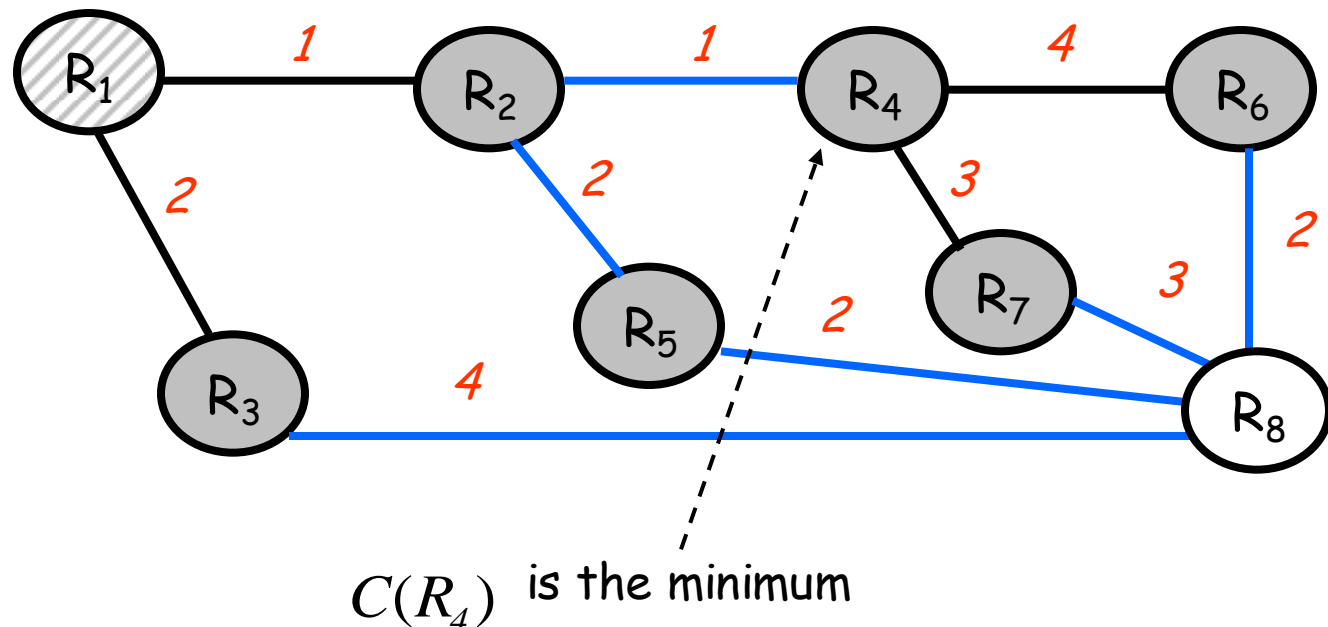 1 1 4
R₁ R₂ R₄ R₆
2 2 3 2
R₅ R₇ 3
2
R₃ 4 R₈
C(R₄) is the minimum